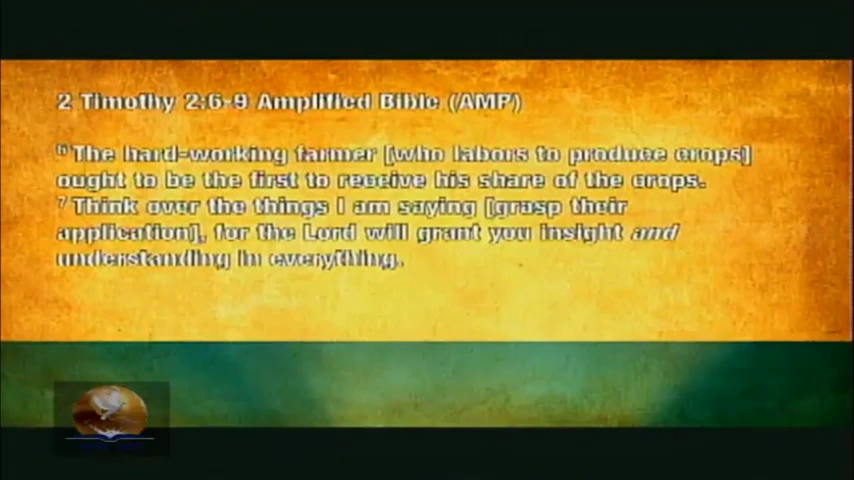 2 Timothy 2:6-9 Amplified Bible (AMP)
6 The hard-working farmer [who labors to produce crops]
ought to be the first to receive his share of the crops.
7 Think over the things I am saying [grasp their
application], for the Lord will grant you insight and
understanding in everything.